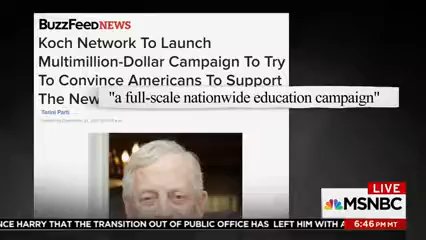 BuzzFeedNEWS
Koch Network To Launch
Multimillion-Dollar Campaign To Try
To Convince Americans To Support
The New
"a full-scale nationwide education campaign"
Tarini Parti
LIVE
MSNBC
6:46 PM MT
NCE HARRY THAT THE TRANSITION OUT OF PUBLIC OFFICE HAS LEFT HIM WITH A